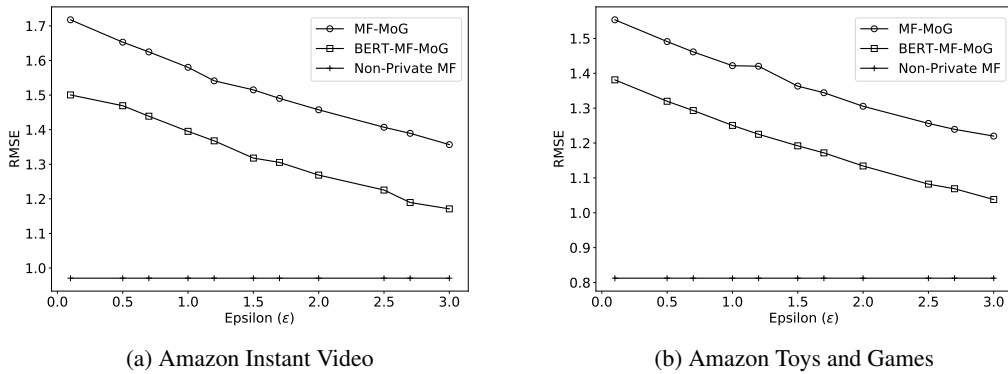 1.7
1.6
1.5
1.4
1.3
1.2
1.1
1.0
RMSE
MF-MoG
BERT-MF-MoG
Non-Private MF
0.0 0.5 1.0 1.5 2.0 2.5 3.0
Epsilon (ε)
(a) Amazon Instant Video
1.5
1.4
1.3
1.2
1.1
1.0
0.9
0.8
RMSE
MF-MoG
BERT-MF-MoG
Non-Private MF
0.0 0.5 1.0 1.5 2.0 2.5 3.0
Epsilon (ε)
(b) Amazon Toys and Games